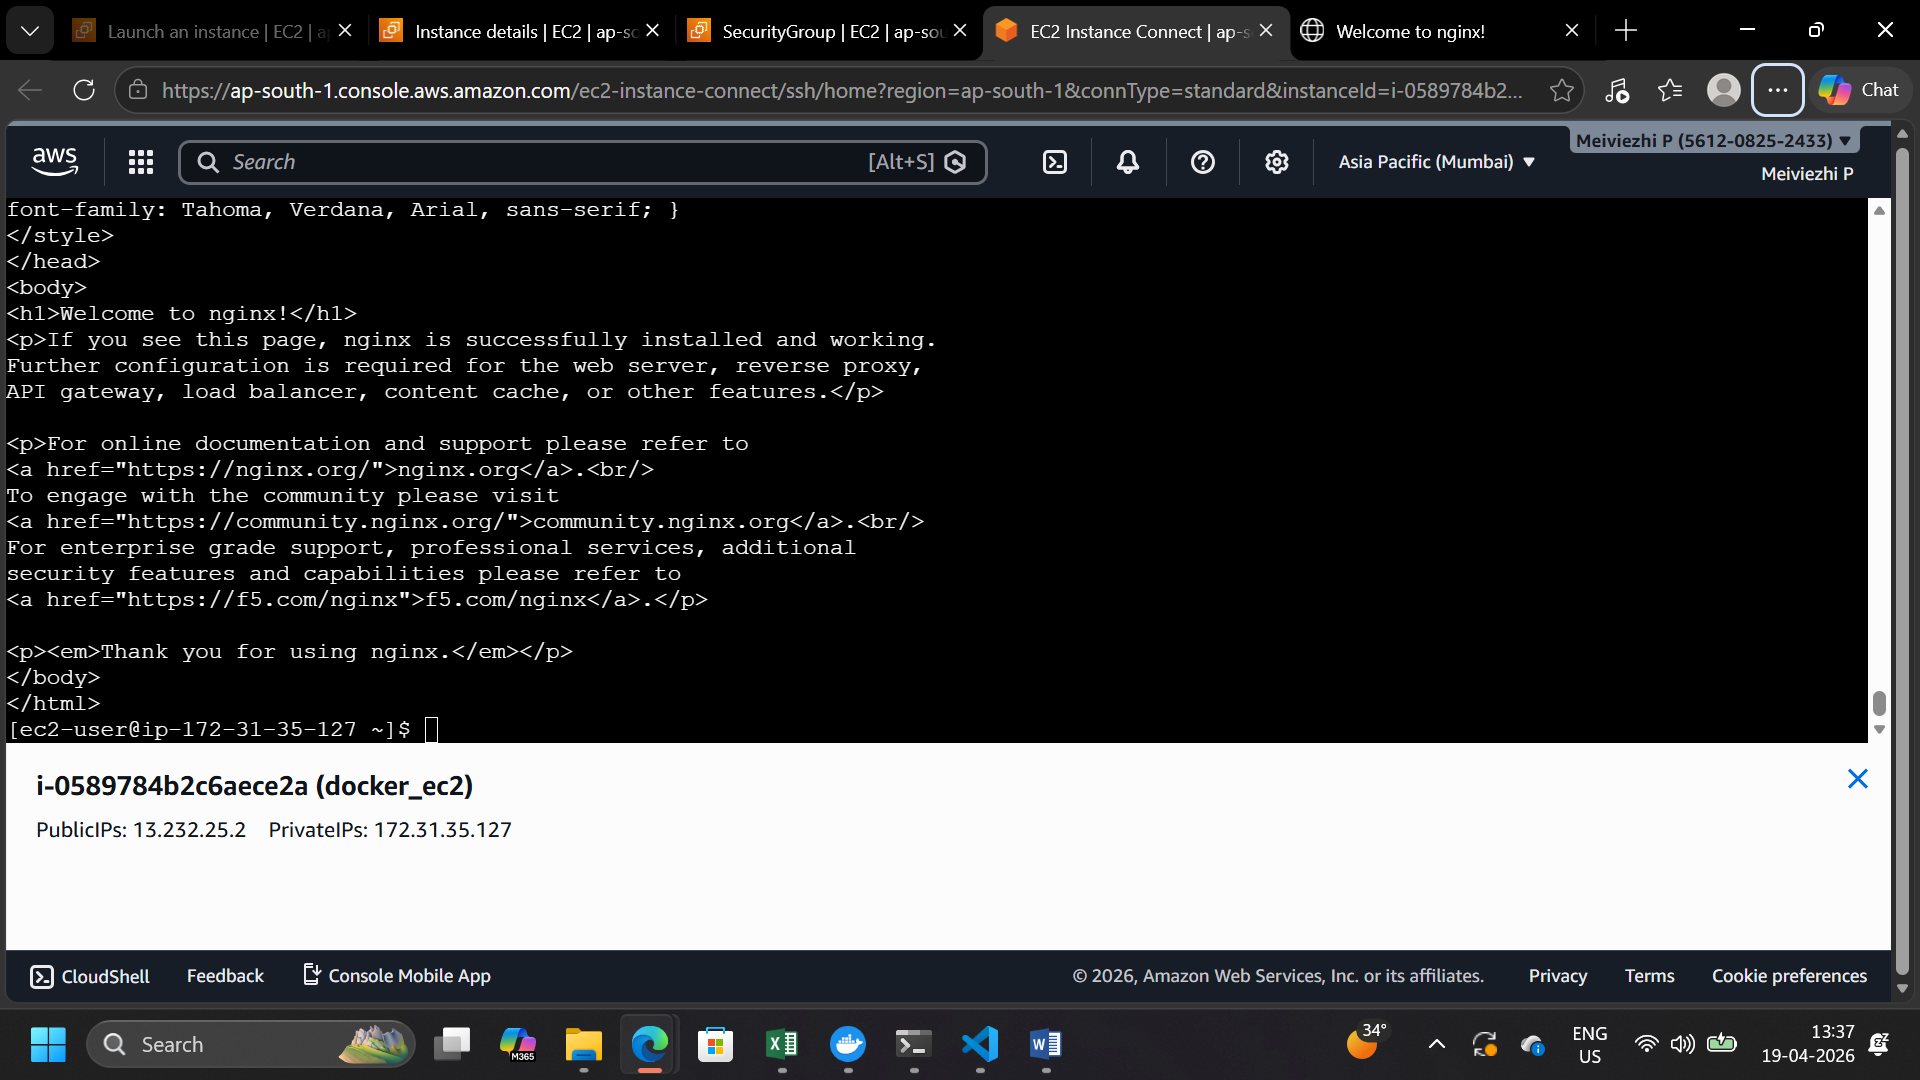 Launch an instance | EC2 | ap
Instance details | EC2 | ap-so
SecurityGroup | EC2 | ap-sou
EC2 Instance Connect | ap-s
Welcome to nginx!
https://ap-south-1.console.aws.amazon.com/ec2-instance-connect/ssh/home?region=ap-south-1&connType=standard&instanceId=i-0589784b2...
Chat
aws
Search
[Alt+S]
Asia Pacific (Mumbai)
Meiviezhi P (5612-0825-2433)
Meiviezhi P
font-family: Tahoma, Verdana, Arial, sans-serif; }
</style>
</head>
<body>
<h1>Welcome to nginx!</h1>
<p>If you see this page, nginx is successfully installed and working.
Further configuration is required for the web server, reverse proxy,
API gateway, load balancer, content cache, or other features.</p>
<p>For online documentation and support please refer to
<a href="https://nginx.org/">nginx.org</a>.<br/>
To engage with the community please visit
<a href="https://community.nginx.org/">community.nginx.org</a>.<br/>
For enterprise grade support, professional services, additional
security features and capabilities please refer to
<a href="https://f5.com/nginx">f5.com/nginx</a>.</p>
<p><em>Thank you for using nginx.</em></p>
</body>
</html>
[ec2-user@ip-172-31-35-127 ~]$
i-0589784b2c6aece2a (docker_ec2)
PublicIPs: 13.232.25.2 PrivateIPs: 172.31.35.127
CloudShell
Feedback
Console Mobile App
© 2026, Amazon Web Services, Inc. or its affiliates.
Privacy
Terms
Cookie preferences
Search
M365
34°
ENG
US
13:37
19-04-2026